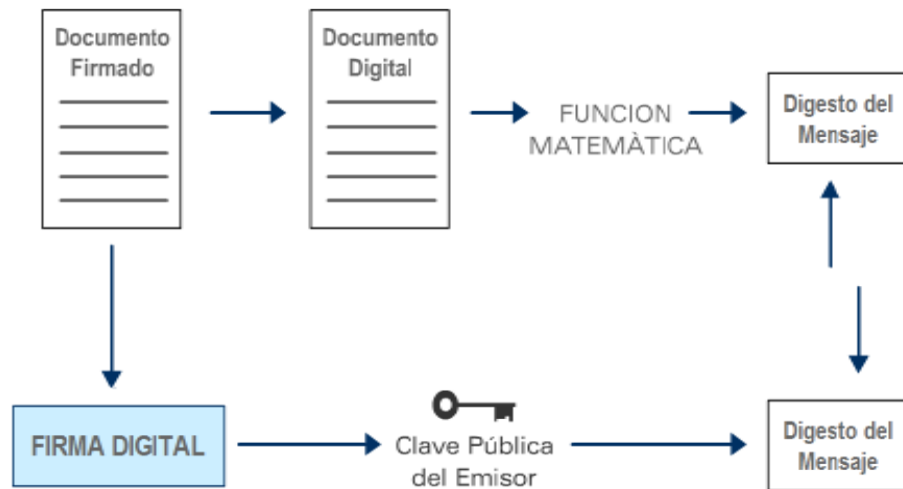 Documento
Firmado
Documento
Digital
FUNCION
MATEMÀTICA
Digesto del
Mensaje
FIRMA DIGITAL
Clave Pública
del Emisor
Digesto del
Mensaje